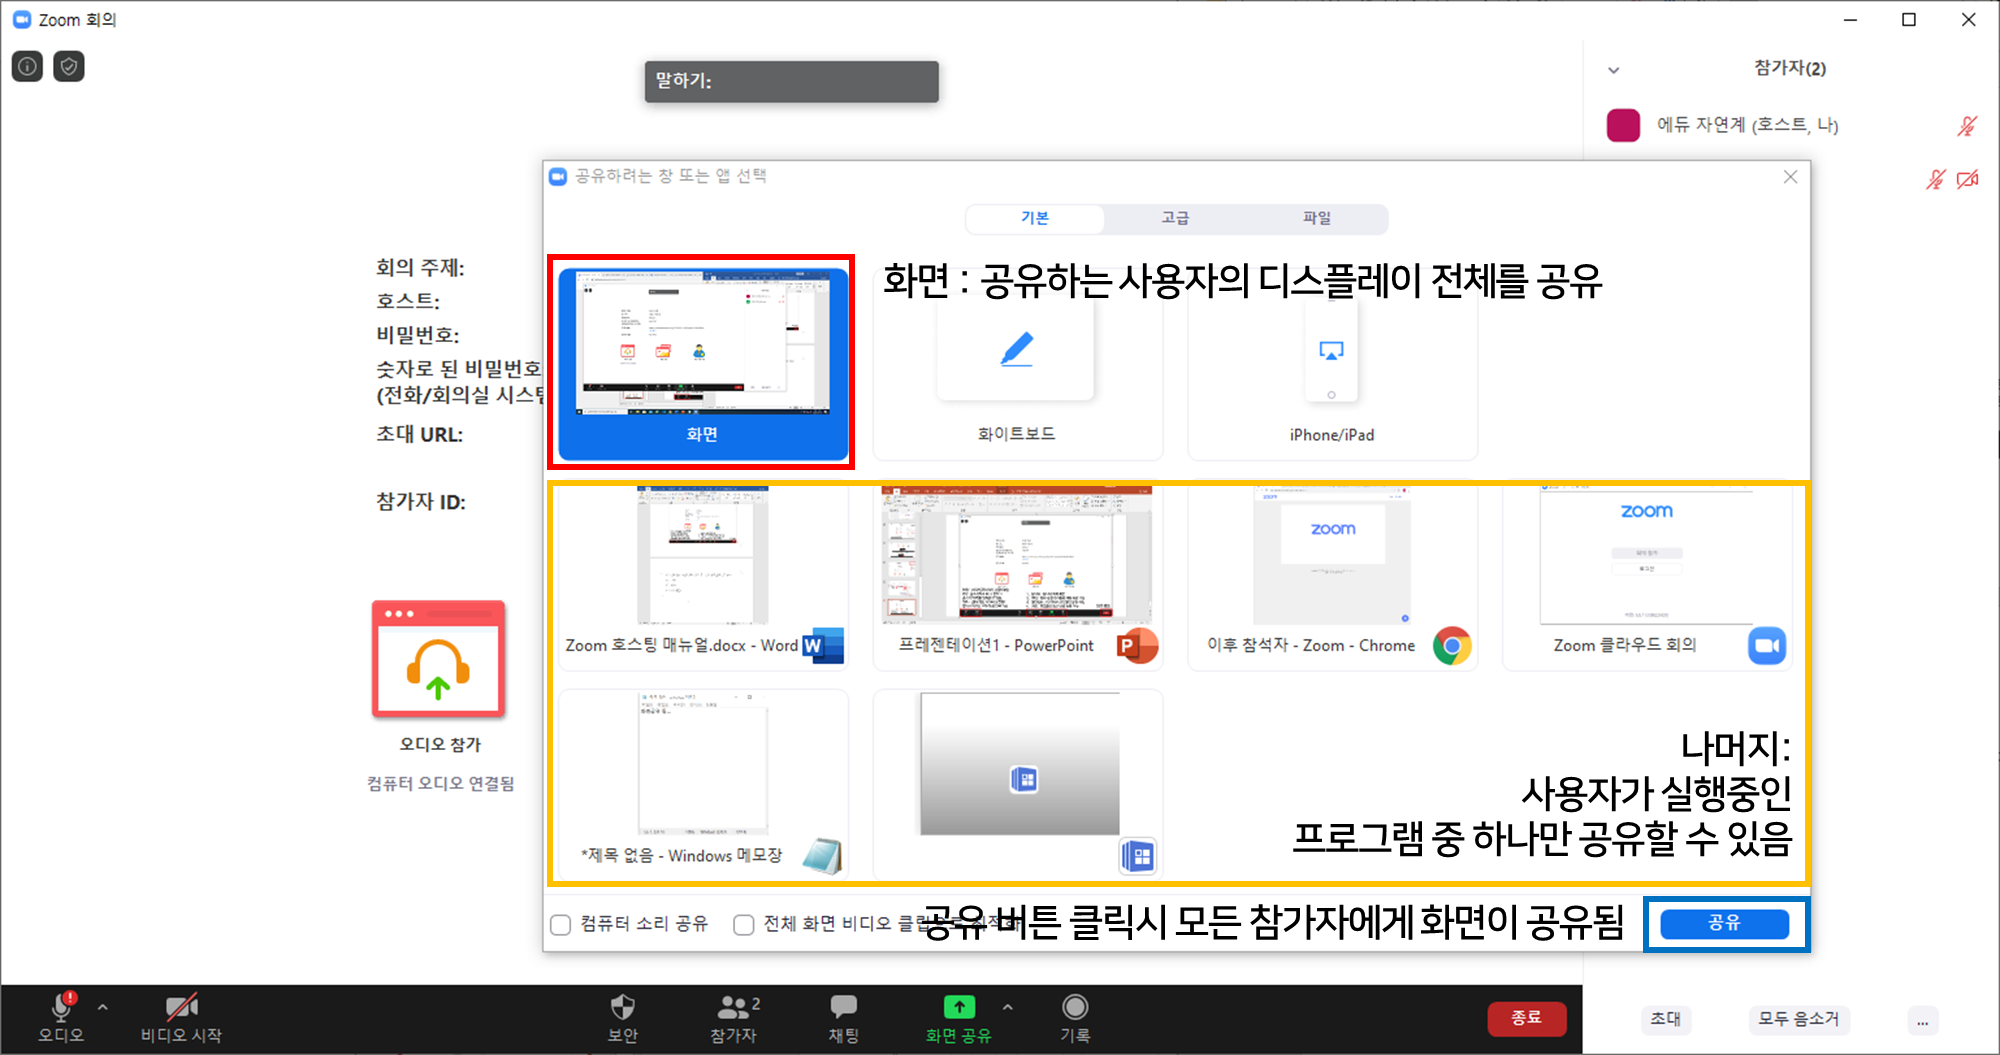 Zoom 회의
말하기:
참가자(2)
에듀 자연계 (호스트, 나)
회의 주제:
호스트:
비밀번호:
숫자로 된 비밀번호
(전화/회의실 시스템
초대 URL:
참가자 ID:
오디오 참가
컴퓨터 오디오 연결됨
공유하려는 창 또는 앱 선택
기본
고급
파일
화면 : 공유하는 사용자의 디스플레이 전체를 공유
화면
화이트보드
iPhone/iPad
zoom
zoom
Zoom 호스팅 매뉴얼.docx - Word
프레젠테이션1 - PowerPoint
이후 참석자 - Zoom - Chrome
Zoom 클라우드 회의
*제목 없음 - Windows 메모장
나머지:
사용자가 실행중인
프로그램 중 하나만 공유할 수 있음
컴퓨터 소리 공유
전체 화면 비디오 클립으로 최적화
공유 버튼 클릭시 모든 참가자에게 화면이 공유됨
공유
오디오
비디오 시작
보안
참가자
2
채팅
화면 공유
기록
종료
초대
모두 음소거
...